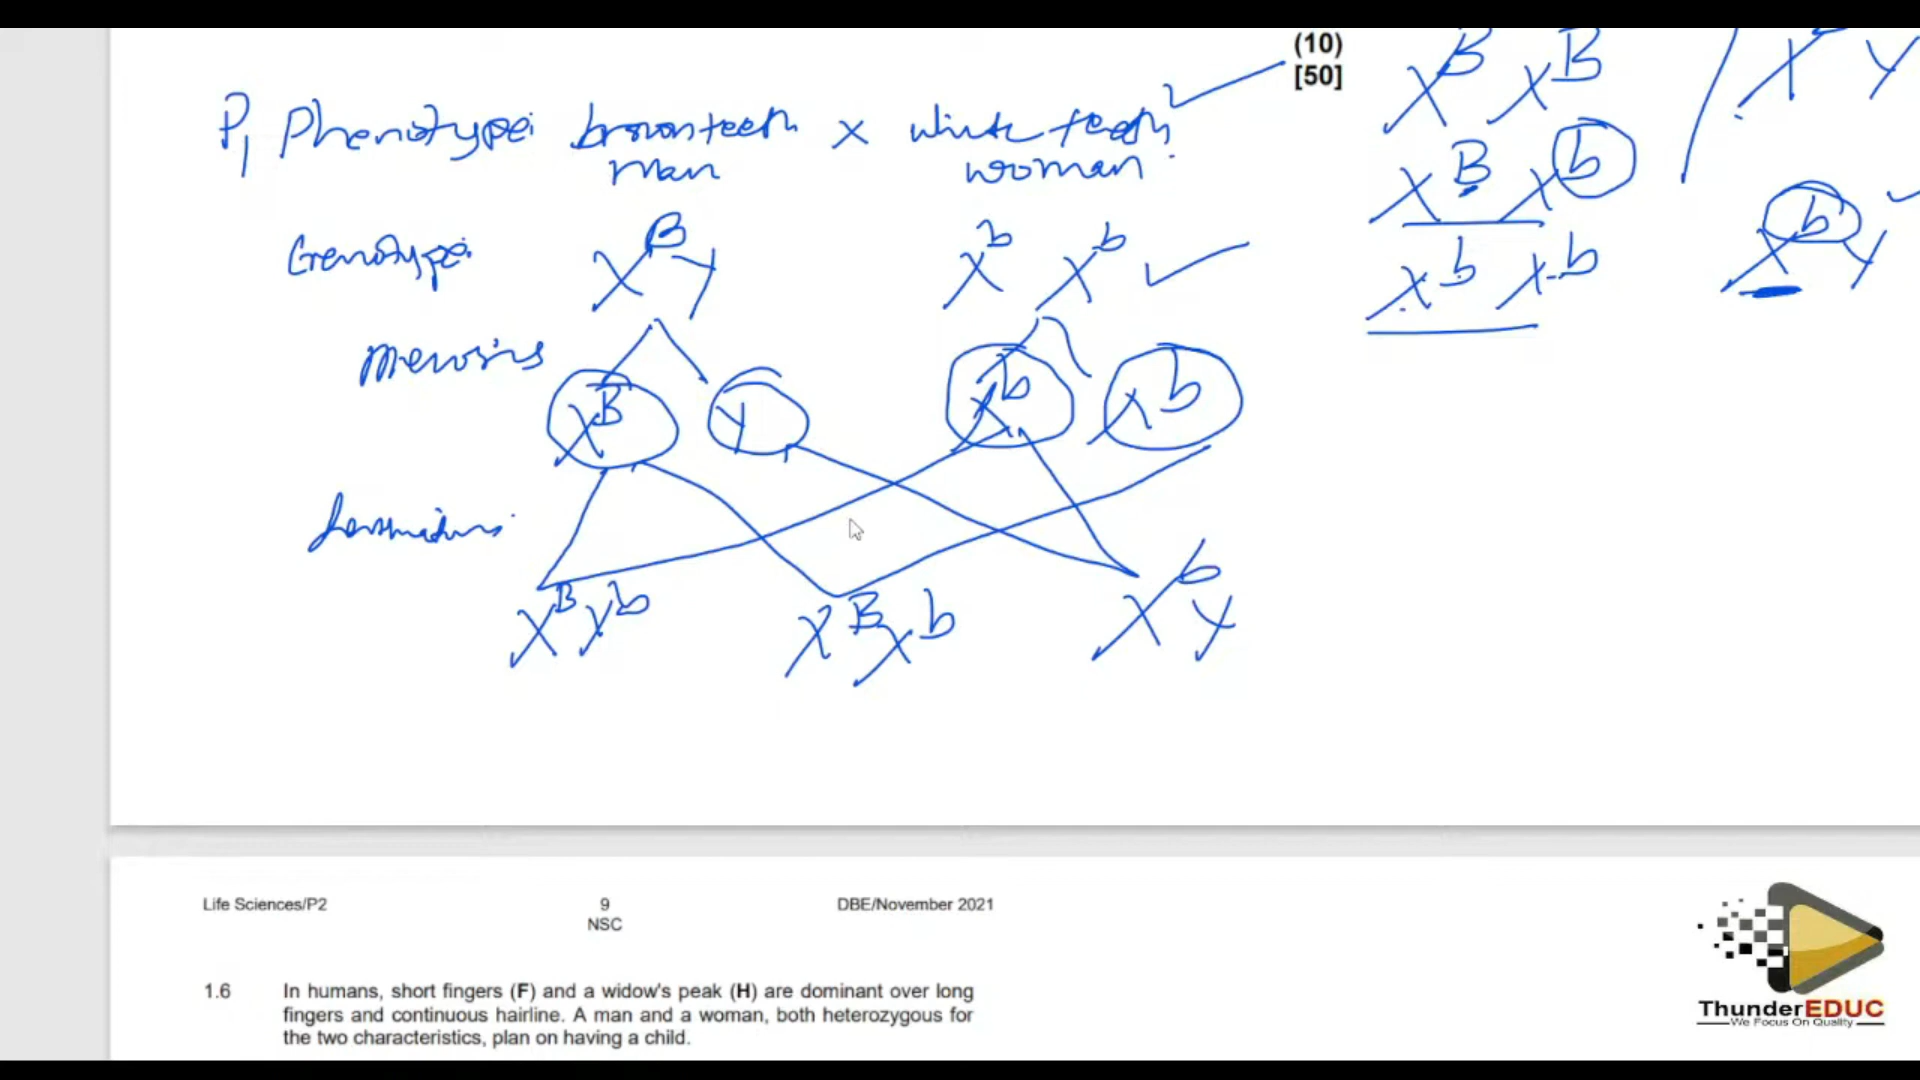 (10)
[50]
P1 Phenotype: brown teeth x white teeth
man woman
Genotype: X^B Y X^b X^b
Meiosis
X^B Y X^b X^b
X^B X^b X^B X^b X^b Y
X^B X^B
X^B X^b
X^b X^b
X Y
X^b Y
Life Sciences/P2 9 DBE/November 2021
NSC
1.6 In humans, short fingers (F) and a widow's peak (H) are dominant over long
fingers and continuous hairline. A man and a woman, both heterozygous for
the two characteristics, plan on having a child.
ThunderEDUC
We Focus On Quality